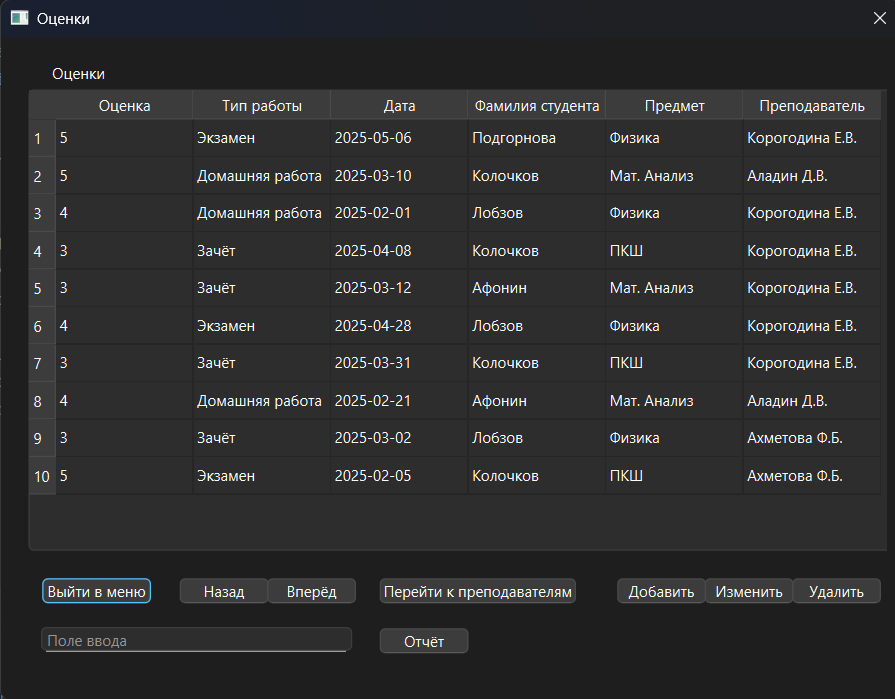 Оценки
Оценки
Оценка Тип работы Дата Фамилия студента Предмет Преподаватель
1 5 Экзамен 2025-05-06 Подгорнова Физика Корогодина Е.В.
2 5 Домашняя работа 2025-03-10 Колочков Мат. Анализ Аладин Д.В.
3 4 Домашняя работа 2025-02-01 Лобзов Физика Корогодина Е.В.
4 3 Зачёт 2025-04-08 Колочков ПКШ Корогодина Е.В.
5 3 Зачёт 2025-03-12 Афонин Мат. Анализ Корогодина Е.В.
6 4 Экзамен 2025-04-28 Лобзов Физика Корогодина Е.В.
7 3 Зачёт 2025-03-31 Колочков ПКШ Корогодина Е.В.
8 4 Домашняя работа 2025-02-21 Афонин Мат. Анализ Аладин Д.В.
9 3 Зачёт 2025-03-02 Лобзов Физика Ахметова Ф.Б.
10 5 Экзамен 2025-02-05 Колочков ПКШ Ахметова Ф.Б.
Выйти в меню Назад Вперёд Перейти к преподавателям Добавить Изменить Удалить
Поле ввода Отчёт